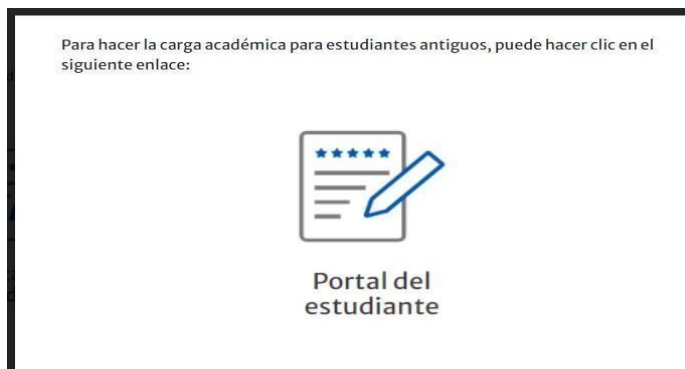 Para hacer la carga académica para estudiantes antiguos, puede hacer clic en el
siguiente enlace:
Portal del
estudiante